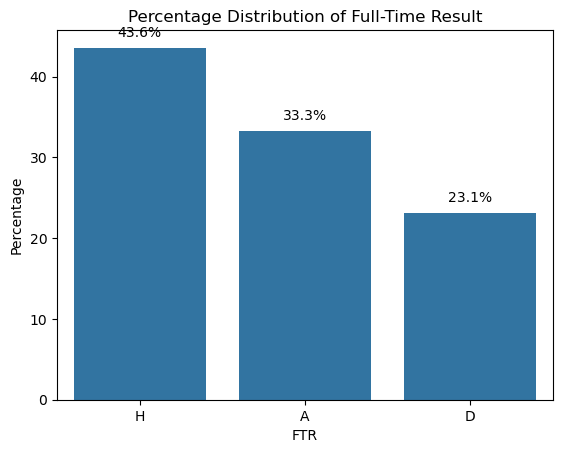 Percentage Distribution of Full-Time Result
43.6%
33.3%
23.1%
40
30
20
10
0
Percentage
H
A
D
FTR